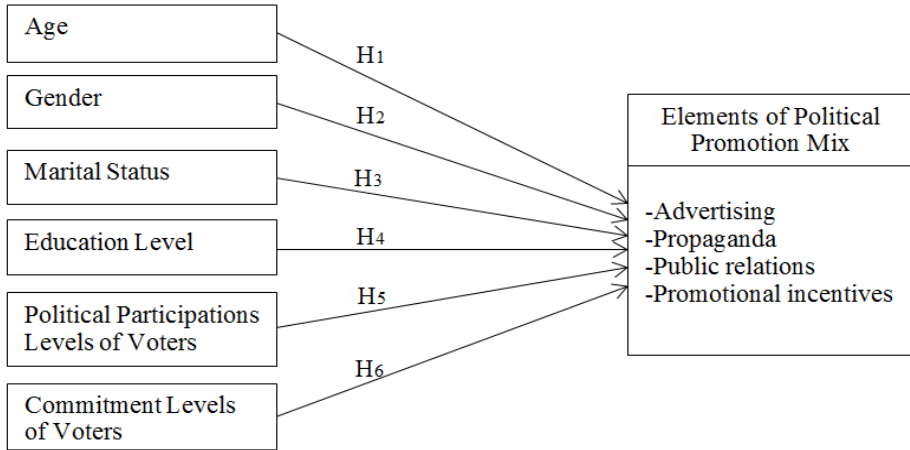 Age
H1
Gender
H2
Marital Status
H3
Education Level
H4
Political Participations
Levels of Voters
H5
Commitment Levels
of Voters
H6
Elements of Political
Promotion Mix
-Advertising
-Propaganda
-Public relations
-Promotional incentives